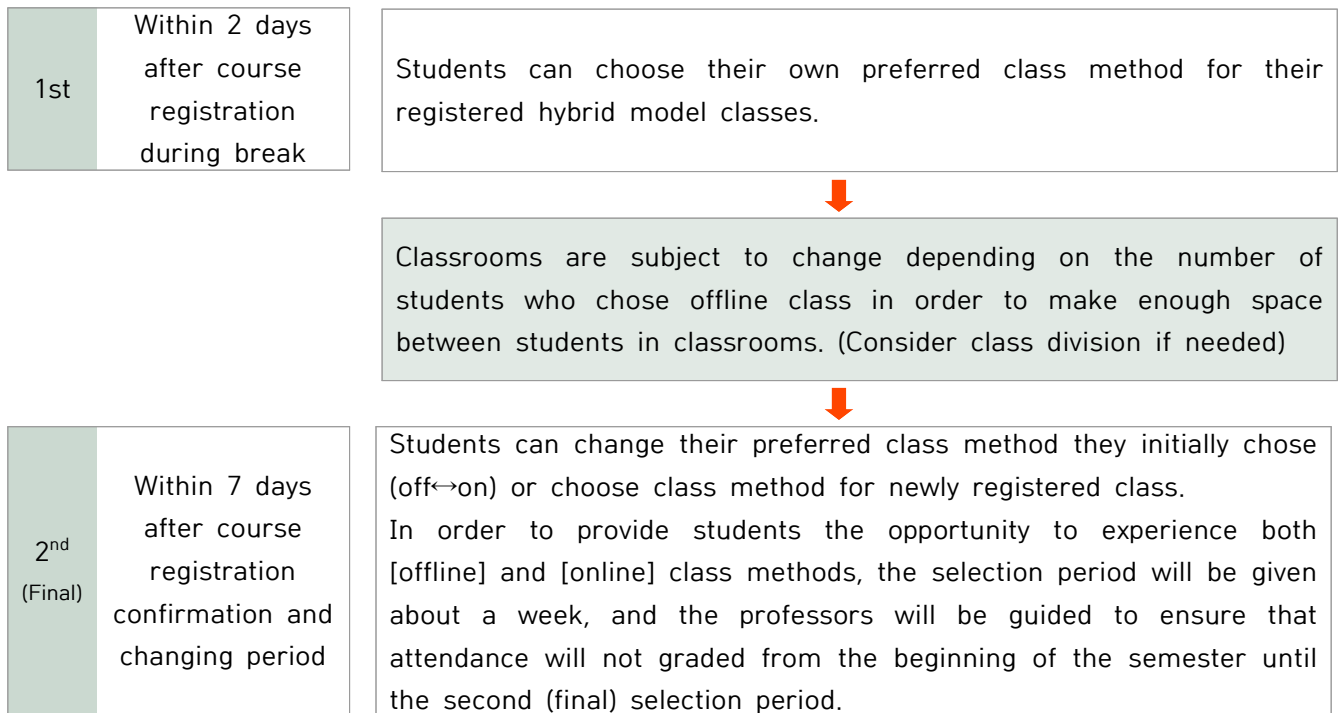 1st
Within 2 days
after course
registration
during break
Students can choose their own preferred class method for their
registered hybrid model classes.
Classrooms are subject to change depending on the number of
students who chose offline class in order to make enough space
between students in classrooms. (Consider class division if needed)
2nd
(Final)
Within 7 days
after course
registration
confirmation and
changing period
Students can change their preferred class method they initially chose
(off↔on) or choose class method for newly registered class.
In order to provide students the opportunity to experience both
[offline] and [online] class methods, the selection period will be given
about a week, and the professors will be guided to ensure that
attendance will not graded from the beginning of the semester until
the second (final) selection period.